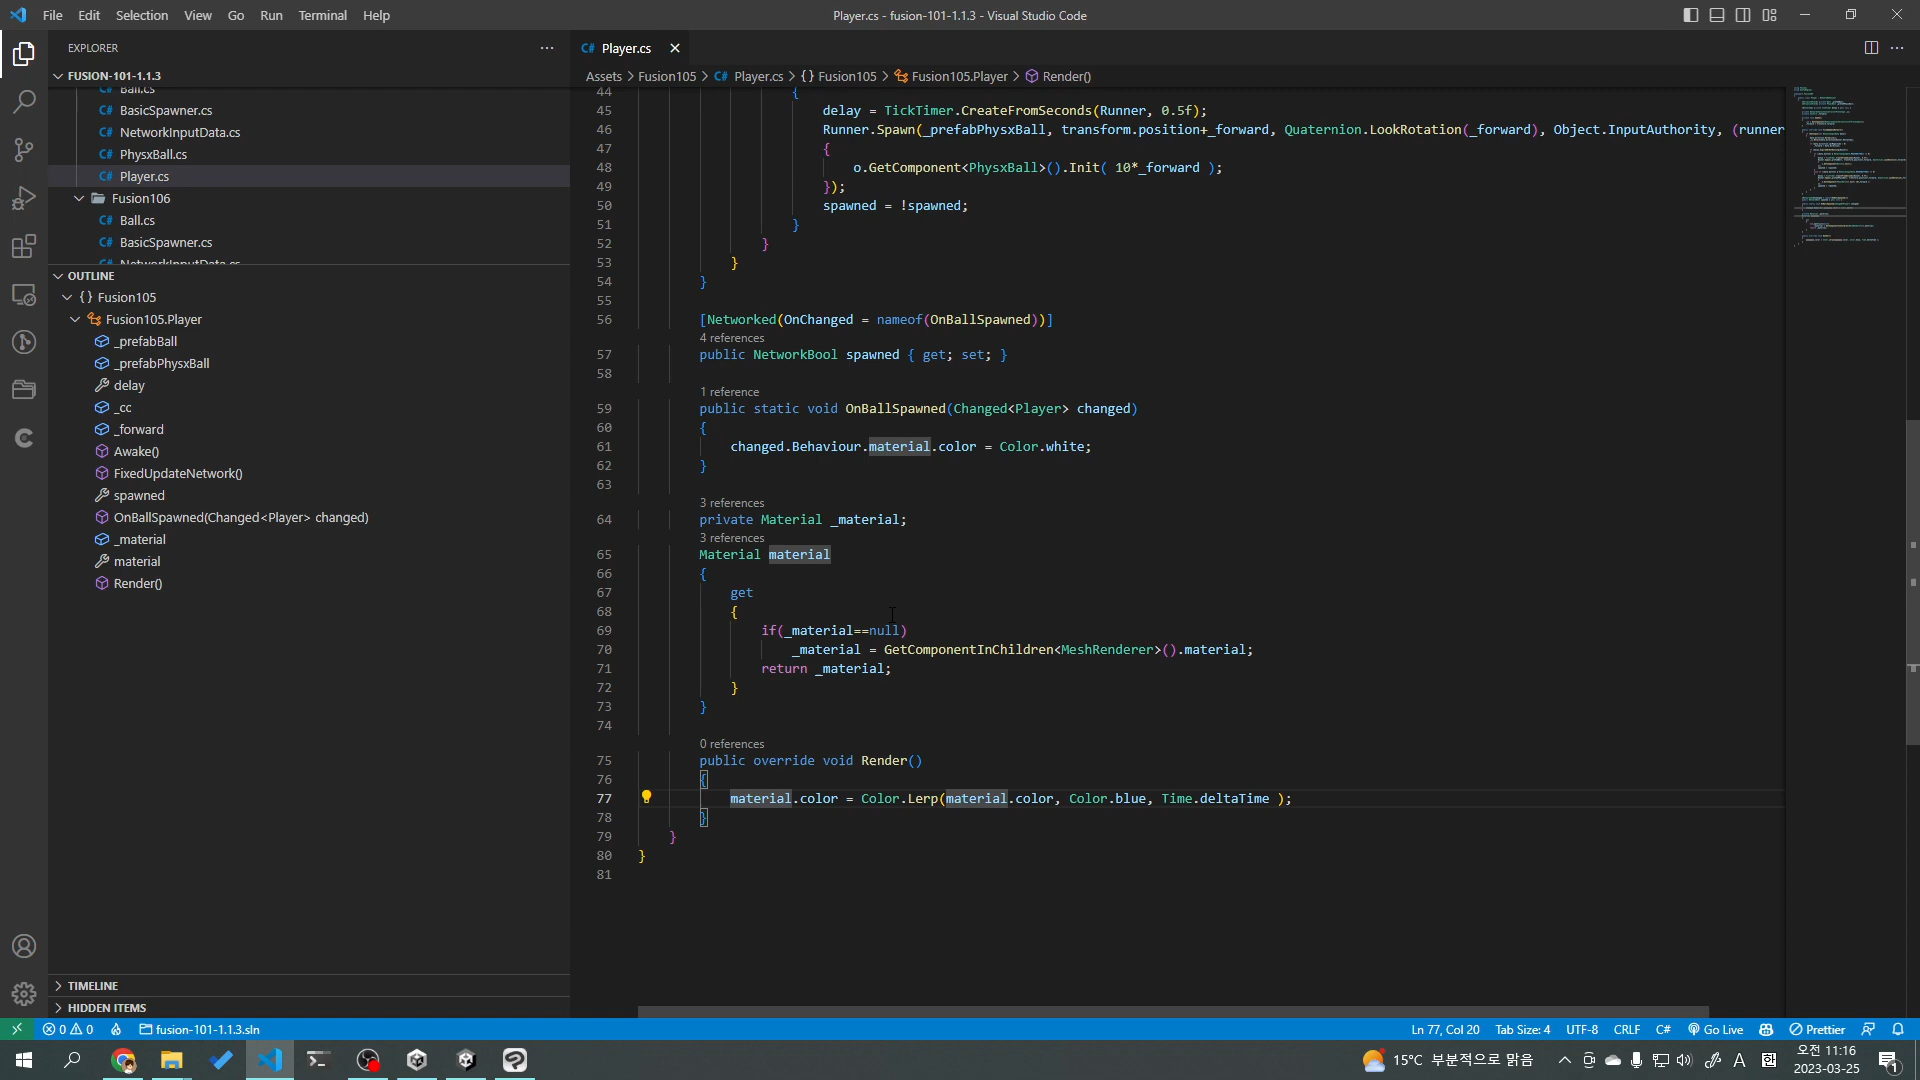 File Edit Selection View Go Run Terminal Help
Player.cs - fusion-101-1.1.3 - Visual Studio Code
EXPLORER
FUSION-101-1.1.3
C# Ball.cs
C# BasicSpawner.cs
C# NetworkInputData.cs
C# PhysxBall.cs
C# Player.cs
Fusion106
C# Ball.cs
C# BasicSpawner.cs
C# NetworkInputData.cs
OUTLINE
{} Fusion105
Fusion105.Player
_prefabBall
_prefabPhysxBall
delay
_cc
_forward
Awake()
FixedUpdateNetwork()
spawned
OnBallSpawned(Changed<Player> changed)
_material
material
Render()
TIMELINE
HIDDEN ITEMS
C# Player.cs
Assets > Fusion105 > C# Player.cs > {} Fusion105 > Fusion105.Player > Render()
44 {
45 delay = TickTimer.CreateFromSeconds(Runner, 0.5f);
46 Runner.Spawn(_prefabPhysxBall, transform.position+_forward, Quaternion.LookRotation(_forward), Object.InputAuthority, (runner
47 {
48 o.GetComponent<PhysxBall>().Init( 10*_forward );
49 });
50 spawned = !spawned;
51 }
52 }
53 }
54 }
55
56 [Networked(OnChanged = nameof(OnBallSpawned))]
4 references
57 public NetworkBool spawned { get; set; }
58
1 reference
59 public static void OnBallSpawned(Changed<Player> changed)
60 {
61 changed.Behaviour.material.color = Color.white;
62 }
63
3 references
64 private Material _material;
3 references
65 Material material
66 {
67 get
68 {
69 if(_material==null)
70 _material = GetComponentInChildren<MeshRenderer>().material;
71 return _material;
72 }
73 }
74
0 references
75 public override void Render()
76 {
77 material.color = Color.Lerp(material.color, Color.blue, Time.deltaTime );
78 }
79 }
80 }
81
0 0 fusion-101-1.1.3.sln
Ln 77, Col 20 Tab Size: 4 UTF-8 CRLF C# Go Live Prettier
15°C 부분적으로 맑음
A
오전 11:16
2023-03-25
1